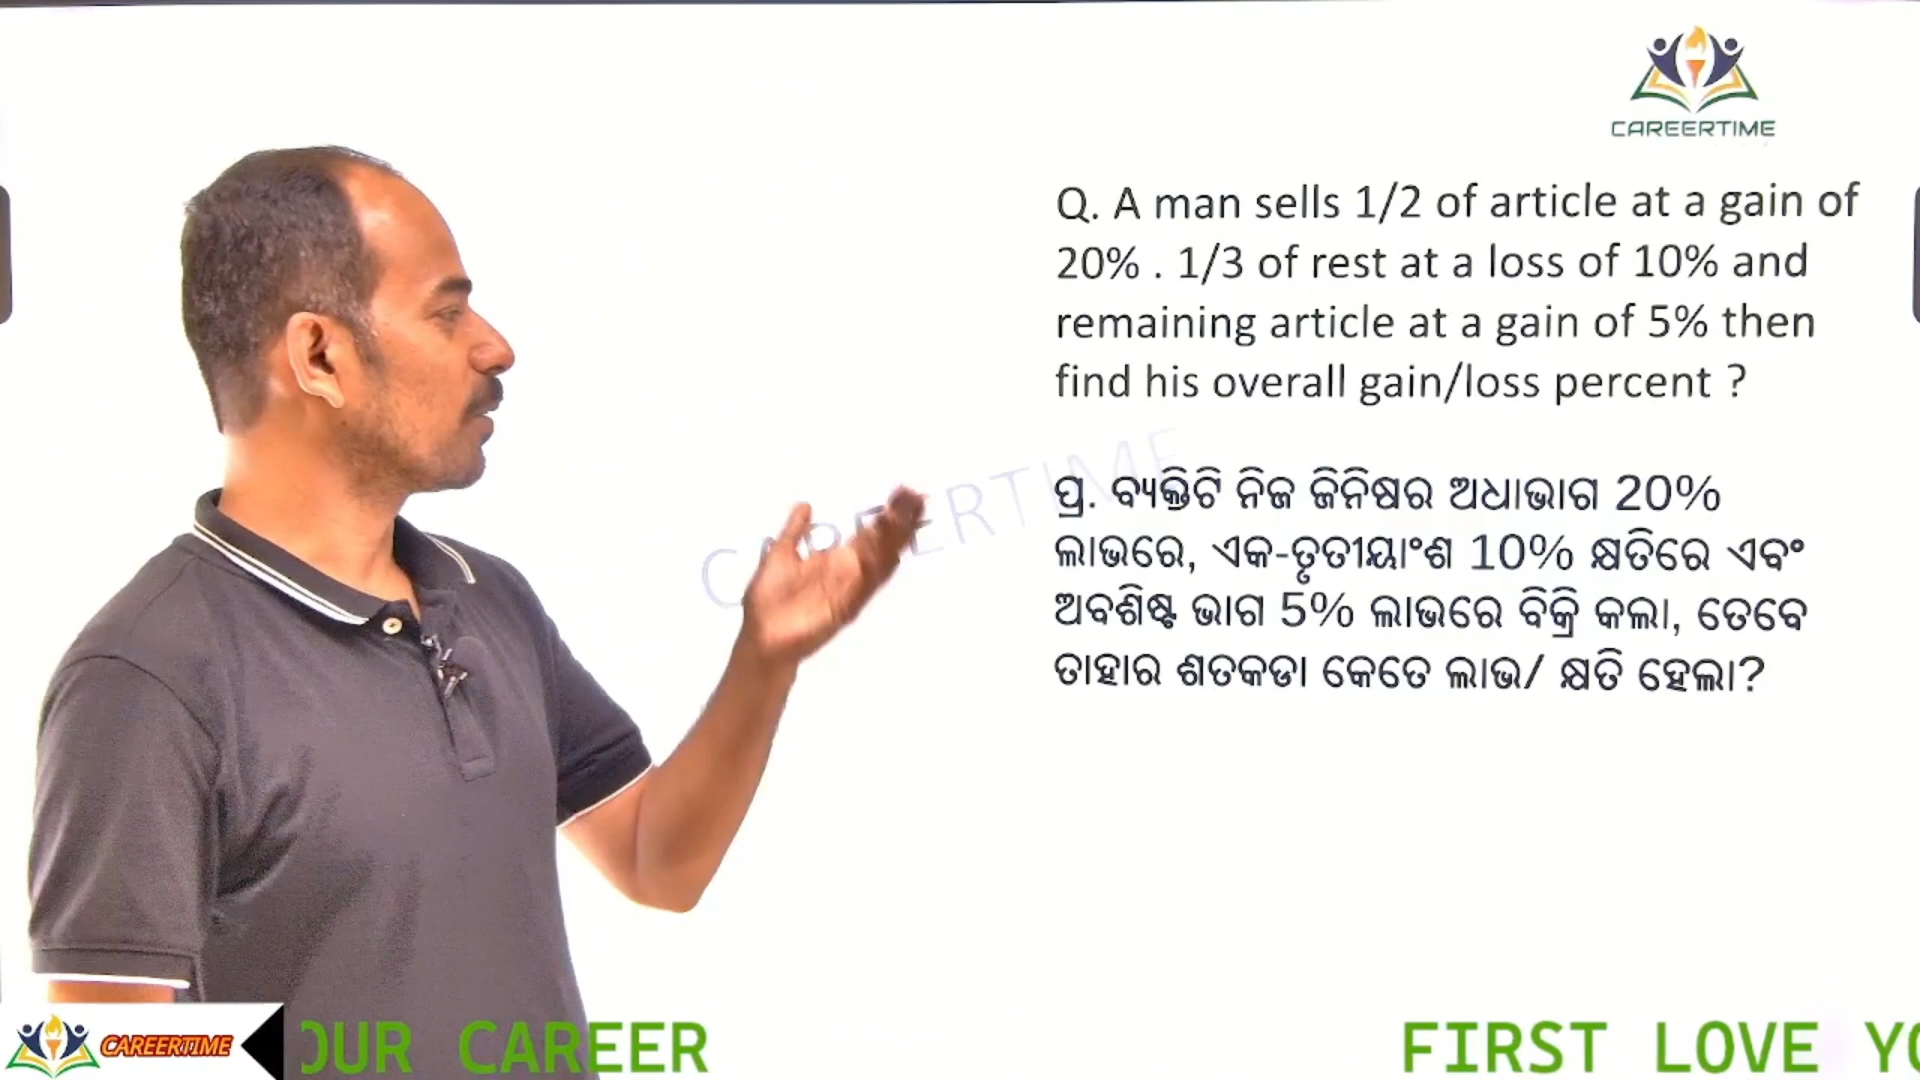 CAREERTIME
Q. A man sells 1/2 of article at a gain of
20% . 1/3 of rest at a loss of 10% and
remaining article at a gain of 5% then
find his overall gain/loss percent ?
CAREERTIME
ପ୍ର. ବ୍ୟକ୍ତିଟି ନିଜ ଜିନିଷର ଅଧାଭାଗ 20%
ଲାଭରେ, ଏକ-ତୃତୀୟାଂଶ 10% କ୍ଷତିରେ ଏବଂ
ଅବଶିଷ୍ଟ ଭାଗ 5% ଲାଭରେ ବିକ୍ରି କଲା, ତେବେ
ତାହାର ଶତକଡା କେତେ ଲାଭ/ କ୍ଷତି ହେଲା?
CAREERTIME
OUR CAREER FIRST LOVE YO